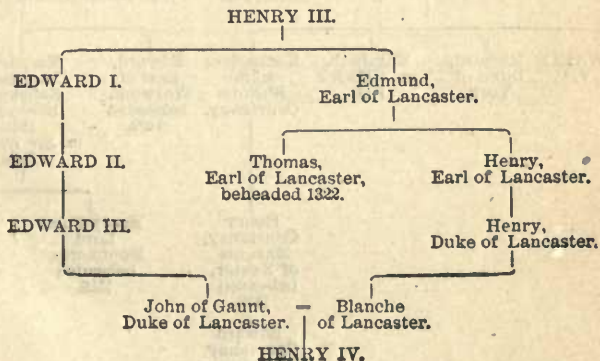 HENRY III.
EDWARD I.
Edmund,
Earl of Lancaster.
EDWARD II.
Thomas,
Earl of Lancaster,
beheaded 1322.
Henry,
Earl of Lancaster.
EDWARD III.
Henry,
Duke of Lancaster.
John of Gaunt,
Duke of Lancaster.
Blanche
of Lancaster.
HENRY IV.